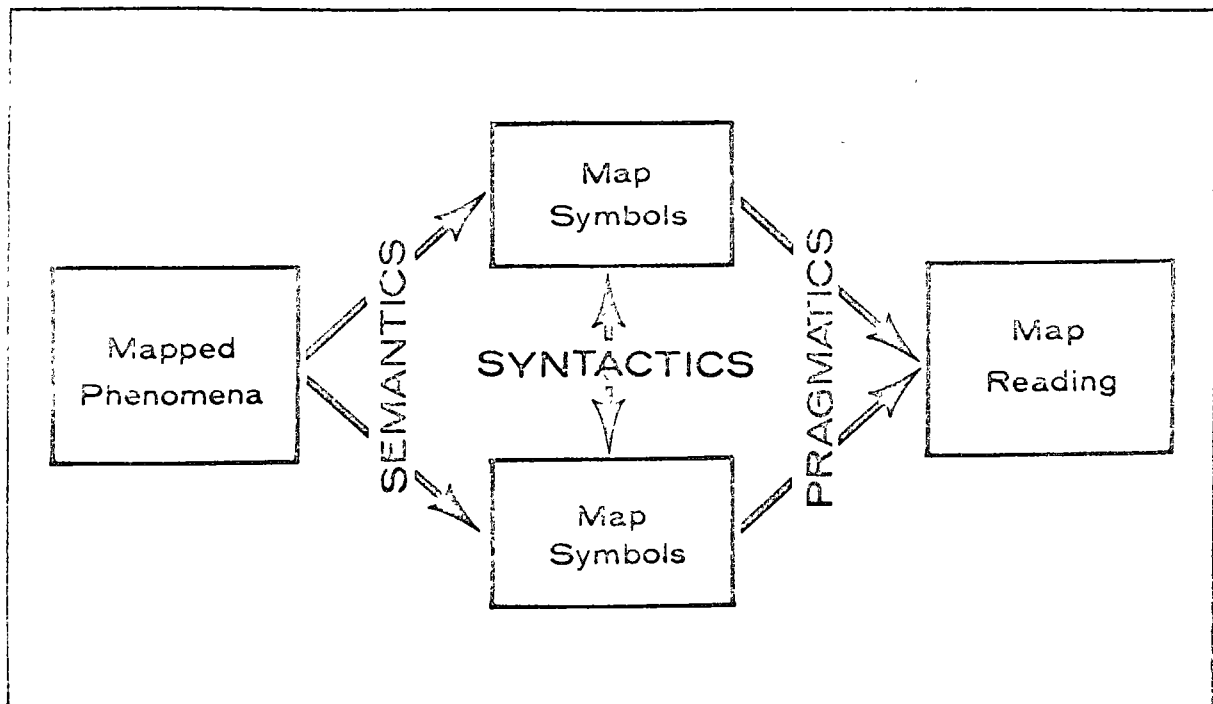 Mapped
Phenomena
SEMANTICS
Map
Symbols
SYNTACTICS
Map
Symbols
PRAGMATICS
Map
Reading